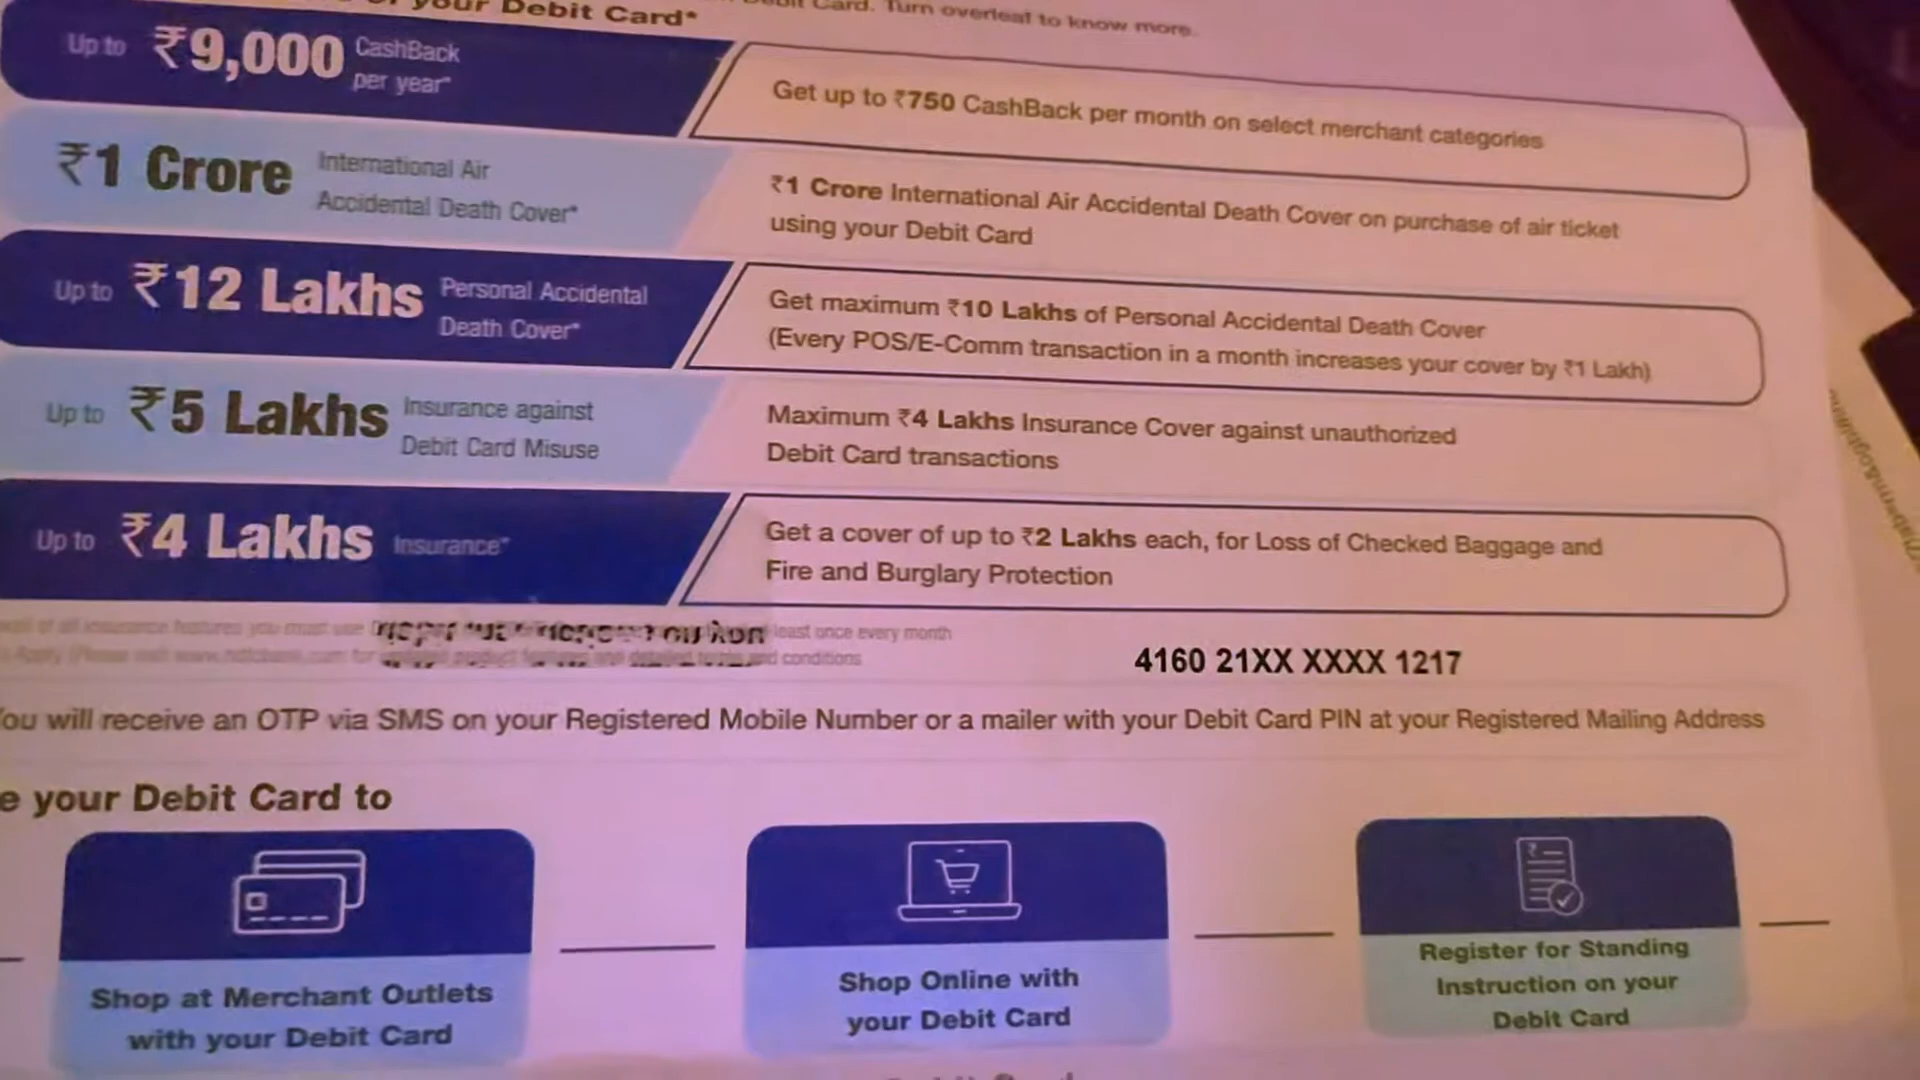 your Debit Card*
Debit Card. Turn overleaf to know more.
Up to ₹9,000 CashBack
per year*
Get up to ₹750 CashBack per month on select merchant categories
₹1 Crore International Air
Accidental Death Cover*
₹1 Crore International Air Accidental Death Cover on purchase of air ticket
using your Debit Card
Up to ₹12 Lakhs Personal Accidental
Death Cover*
Get maximum ₹10 Lakhs of Personal Accidental Death Cover
(Every POS/E-Comm transaction in a month increases your cover by ₹1 Lakh)
Up to ₹5 Lakhs Insurance against
Debit Card Misuse
Maximum ₹4 Lakhs Insurance Cover against unauthorized
Debit Card transactions
Up to ₹4 Lakhs Insurance*
Get a cover of up to ₹2 Lakhs each, for Loss of Checked Baggage and
Fire and Burglary Protection
of all insurance features you must use least once every month
and conditions
4160 21XX XXXX 1217
You will receive an OTP via SMS on your Registered Mobile Number or a mailer with your Debit Card PIN at your Registered Mailing Address
e your Debit Card to
Shop at Merchant Outlets
with your Debit Card
Shop Online with
your Debit Card
Register for Standing
Instruction on your
Debit Card